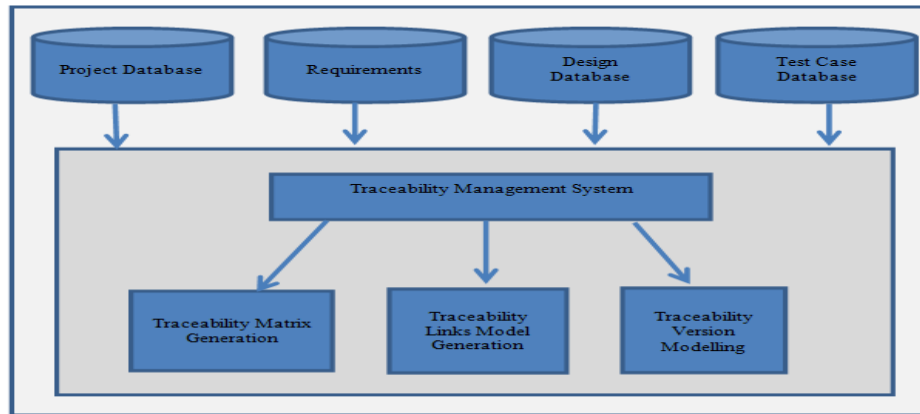 Project Database
Requirements
Design
Database
Test Case
Database
Traceability Management System
Traceability Matrix
Generation
Traceability
Links Model
Generation
Traceability
Version
Modelling